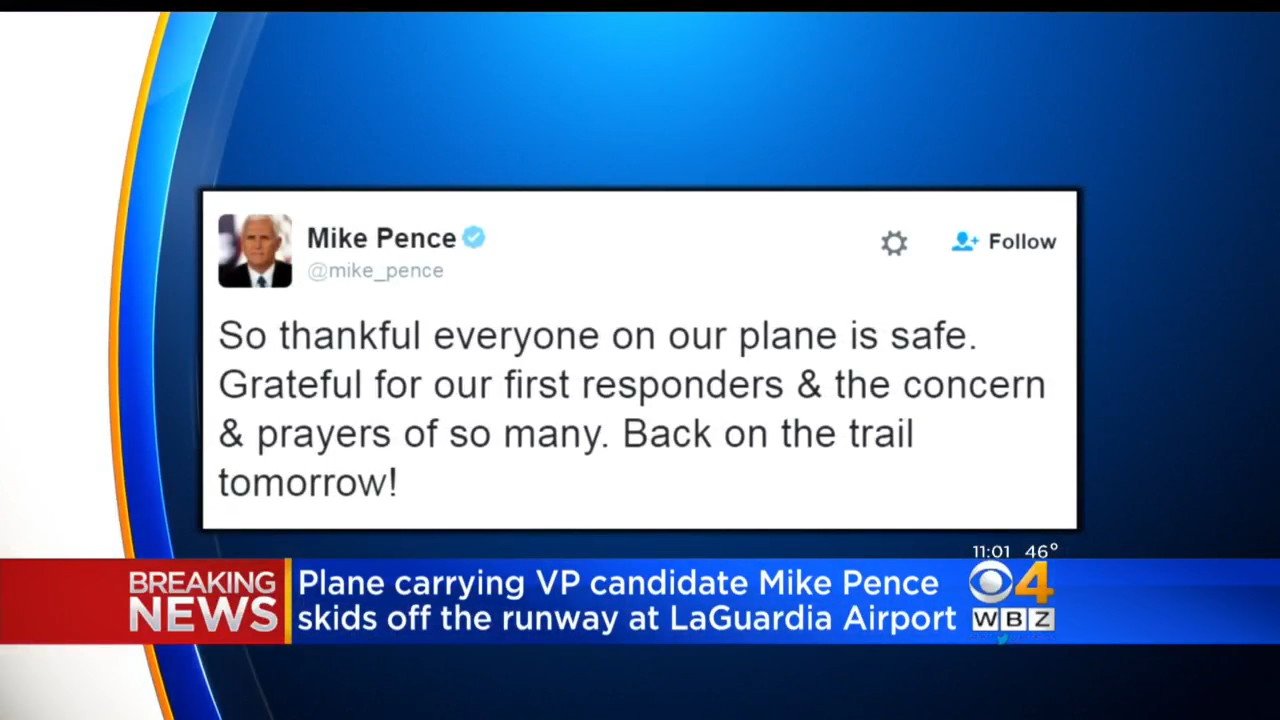 Mike Pence
@mike_pence
Follow
So thankful everyone on our plane is safe.
Grateful for our first responders & the concern
& prayers of so many. Back on the trail
tomorrow!
11:01 46°
BREAKING
NEWS
Plane carrying VP candidate Mike Pence
skids off the runway at LaGuardia Airport
4
WBZ